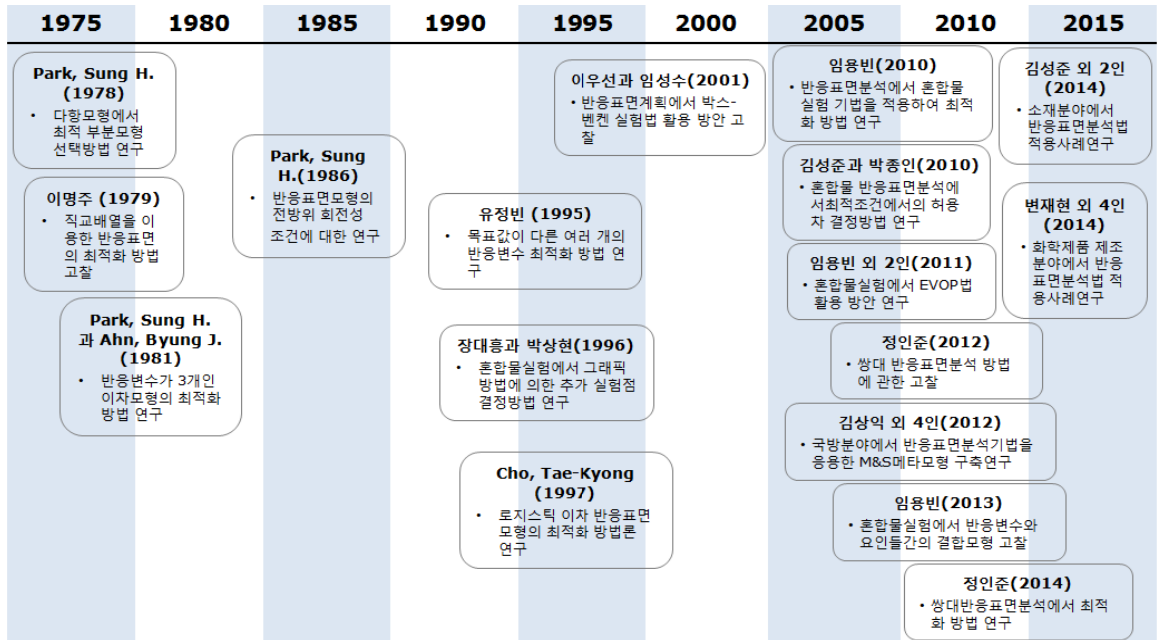 1975 1980 1985 1990 1995 2000 2005 2010 2015
Park, Sung H.
(1978)
• 다항모형에서
최적 부분모형
선택방법 연구
이명주 (1979)
• 직교배열을 이
용한 반응표면
의 최적화 방법
고찰
Park, Sung H.
과 Ahn, Byung J.
(1981)
• 반응변수가 3개인
이차모형의 최적화
방법 연구
Park, Sung
H.(1986)
• 반응표면모형의
전방위 회전성
조건에 대한 연구
유정빈 (1995)
• 목표값이 다른 여러 개의
반응변수 최적화 방법 연
구
장대흥과 박상현(1996)
• 혼합물실험에서 그래픽
방법에 의한 추가 실험점
결정방법 연구
Cho, Tae-Kyong
(1997)
• 로지스틱 이차 반응표면
모형의 최적화 방법론
연구
이우선과 임성수(2001)
• 반응표면계획에서 박스-
벤켄 실험법 활용 방안 고
찰
임용빈(2010)
• 반응표면분석에서 혼합물
실험 기법을 적용하여 최적
화 방법 연구
김성준과 박종인(2010)
• 혼합물 반응표면분석에
서최적조건에서의 허용
차 결정방법 연구
임용빈 외 2인(2011)
• 혼합물실험에서 EVOP법
활용 방안 연구
정인준(2012)
• 쌍대 반응표면분석 방법
에 관한 고찰
김상익 외 4인(2012)
• 국방분야에서 반응표면분석기법을
응용한 M&S메타모형 구축연구
임용빈(2013)
• 혼합물실험에서 반응변수와
요인들간의 결합모형 고찰
정인준(2014)
• 쌍대반응표면분석에서 최적
화 방법 연구
김성준 외 2인
(2014)
• 소재분야에서
반응표면분석법
적용사례연구
변재현 외 4인
(2014)
• 화학제품 제조
분야에서 반응
표면분석법 적
용사례연구